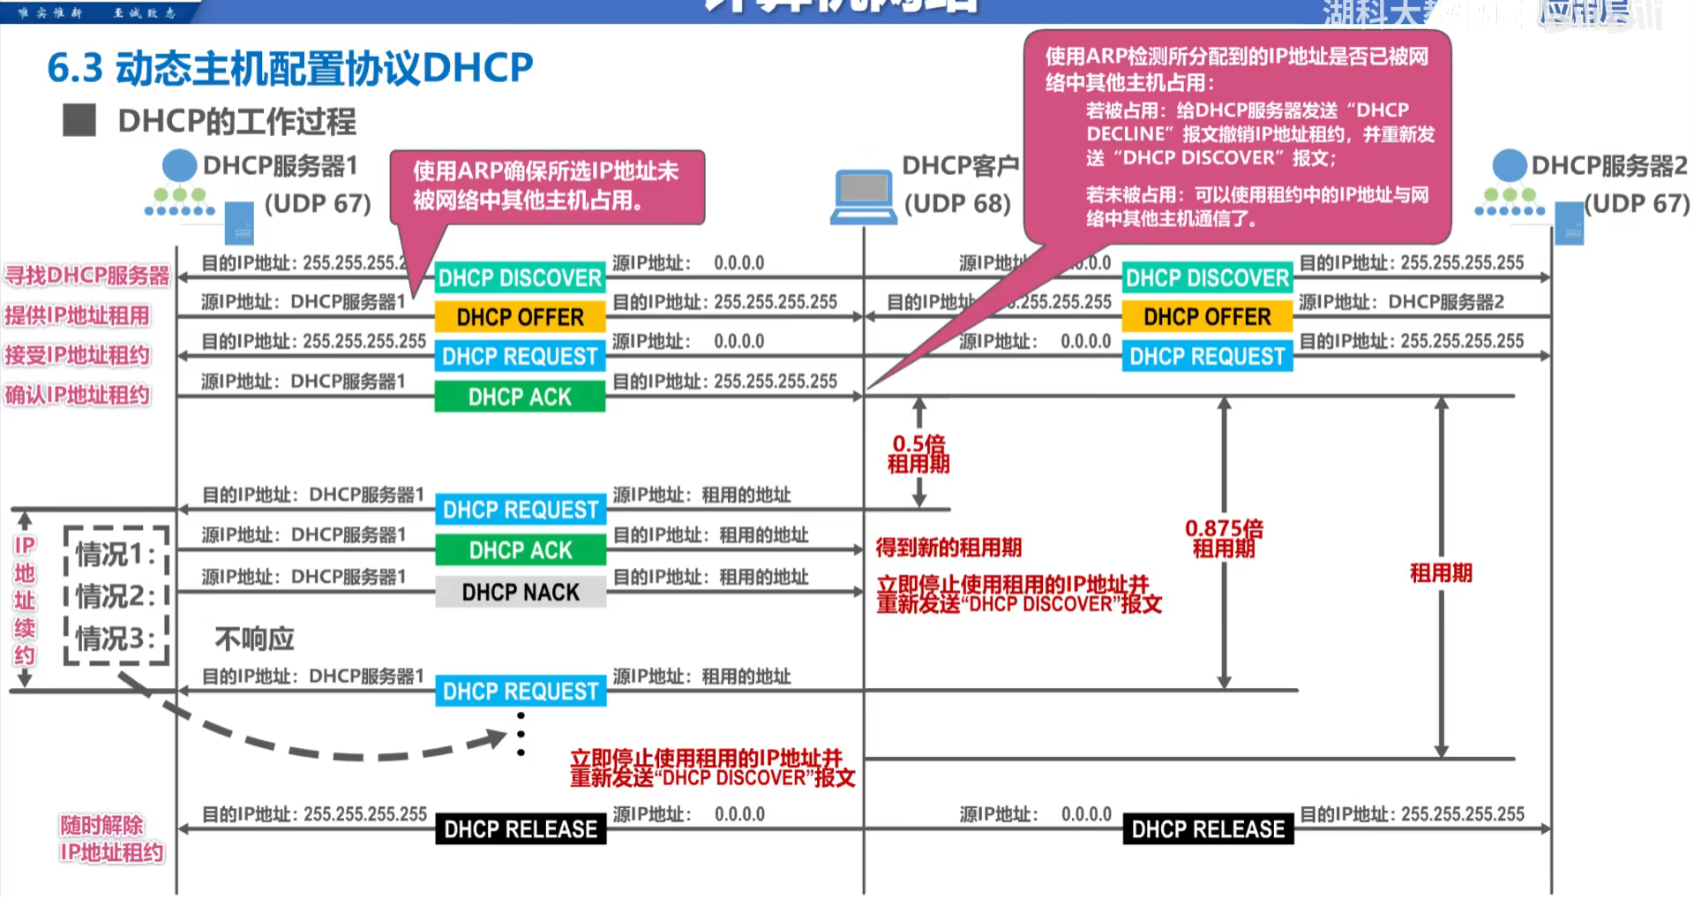 唯实惟新 至诚致志
计算机网络
湖科大教
应用层
6.3 动态主机配置协议DHCP
DHCP的工作过程
使用ARP检测所分配到的IP地址是否已被网
络中其他主机占用：
若被占用：给DHCP服务器发送“DHCP
DECLINE”报文撤销IP地址租约，并重新发
送“DHCP DISCOVER”报文；
若未被占用：可以使用租约中的IP地址与网
络中其他主机通信了。
DHCP服务器1
(UDP 67)
使用ARP确保所选IP地址未
被网络中其他主机占用。
DHCP客户
(UDP 68)
DHCP服务器2
(UDP 67)
寻找DHCP服务器
目的IP地址：255.255.255.2
DHCP DISCOVER
源IP地址： 0.0.0.0
源IP地址 .0.0
DHCP DISCOVER
目的IP地址：255.255.255.255
提供IP地址租用
源IP地址：DHCP服务器1
DHCP OFFER
目的IP地址：255.255.255.255
目的IP地址 255.255.255
DHCP OFFER
源IP地址：DHCP服务器2
接受IP地址租约
目的IP地址：255.255.255.255
DHCP REQUEST
源IP地址： 0.0.0.0
源IP地址： 0.0.0.0
DHCP REQUEST
目的IP地址：255.255.255.255
确认IP地址租约
源IP地址：DHCP服务器1
DHCP ACK
目的IP地址：255.255.255.255
0.5倍
租用期
0.875倍
租用期
租用期
IP地址续约
目的IP地址：DHCP服务器1
DHCP REQUEST
源IP地址：租用的地址
情况1：
源IP地址：DHCP服务器1
DHCP ACK
目的IP地址：租用的地址
得到新的租用期
情况2：
源IP地址：DHCP服务器1
DHCP NACK
目的IP地址：租用的地址
立即停止使用租用的IP地址并
重新发送“DHCP DISCOVER”报文
情况3：
不响应
目的IP地址：DHCP服务器1
DHCP REQUEST
源IP地址：租用的地址
立即停止使用租用的IP地址并
重新发送“DHCP DISCOVER”报文
随时解除
IP地址租约
目的IP地址：255.255.255.255
DHCP RELEASE
源IP地址： 0.0.0.0
源IP地址： 0.0.0.0
DHCP RELEASE
目的IP地址：255.255.255.255